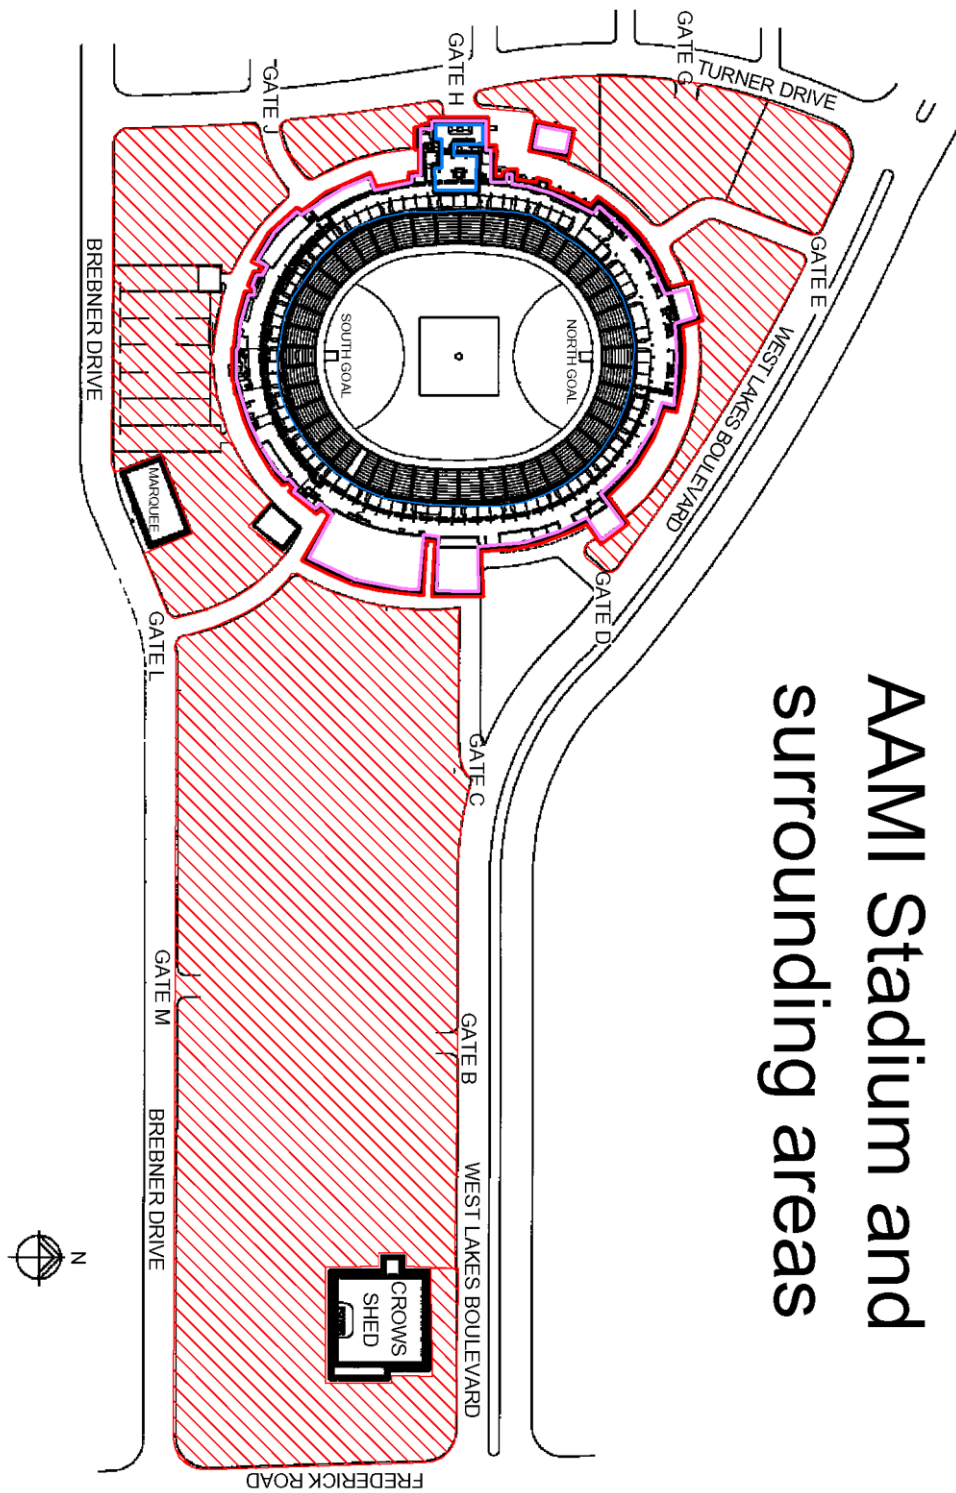 AAMI Stadium and
surrounding areas
TURNER DRIVE
GATE G
GATE H
GATE J
GATE E
BREBNER DRIVE
WEST LAKES BOULEVARD
SOUTH GOAL
NORTH GOAL
MARQUEE
GATE D
GATE L
GATE C
GATE M
GATE B
BREBNER DRIVE
WEST LAKES BOULEVARD
CROWS
SHED
N
FREDERICK ROAD